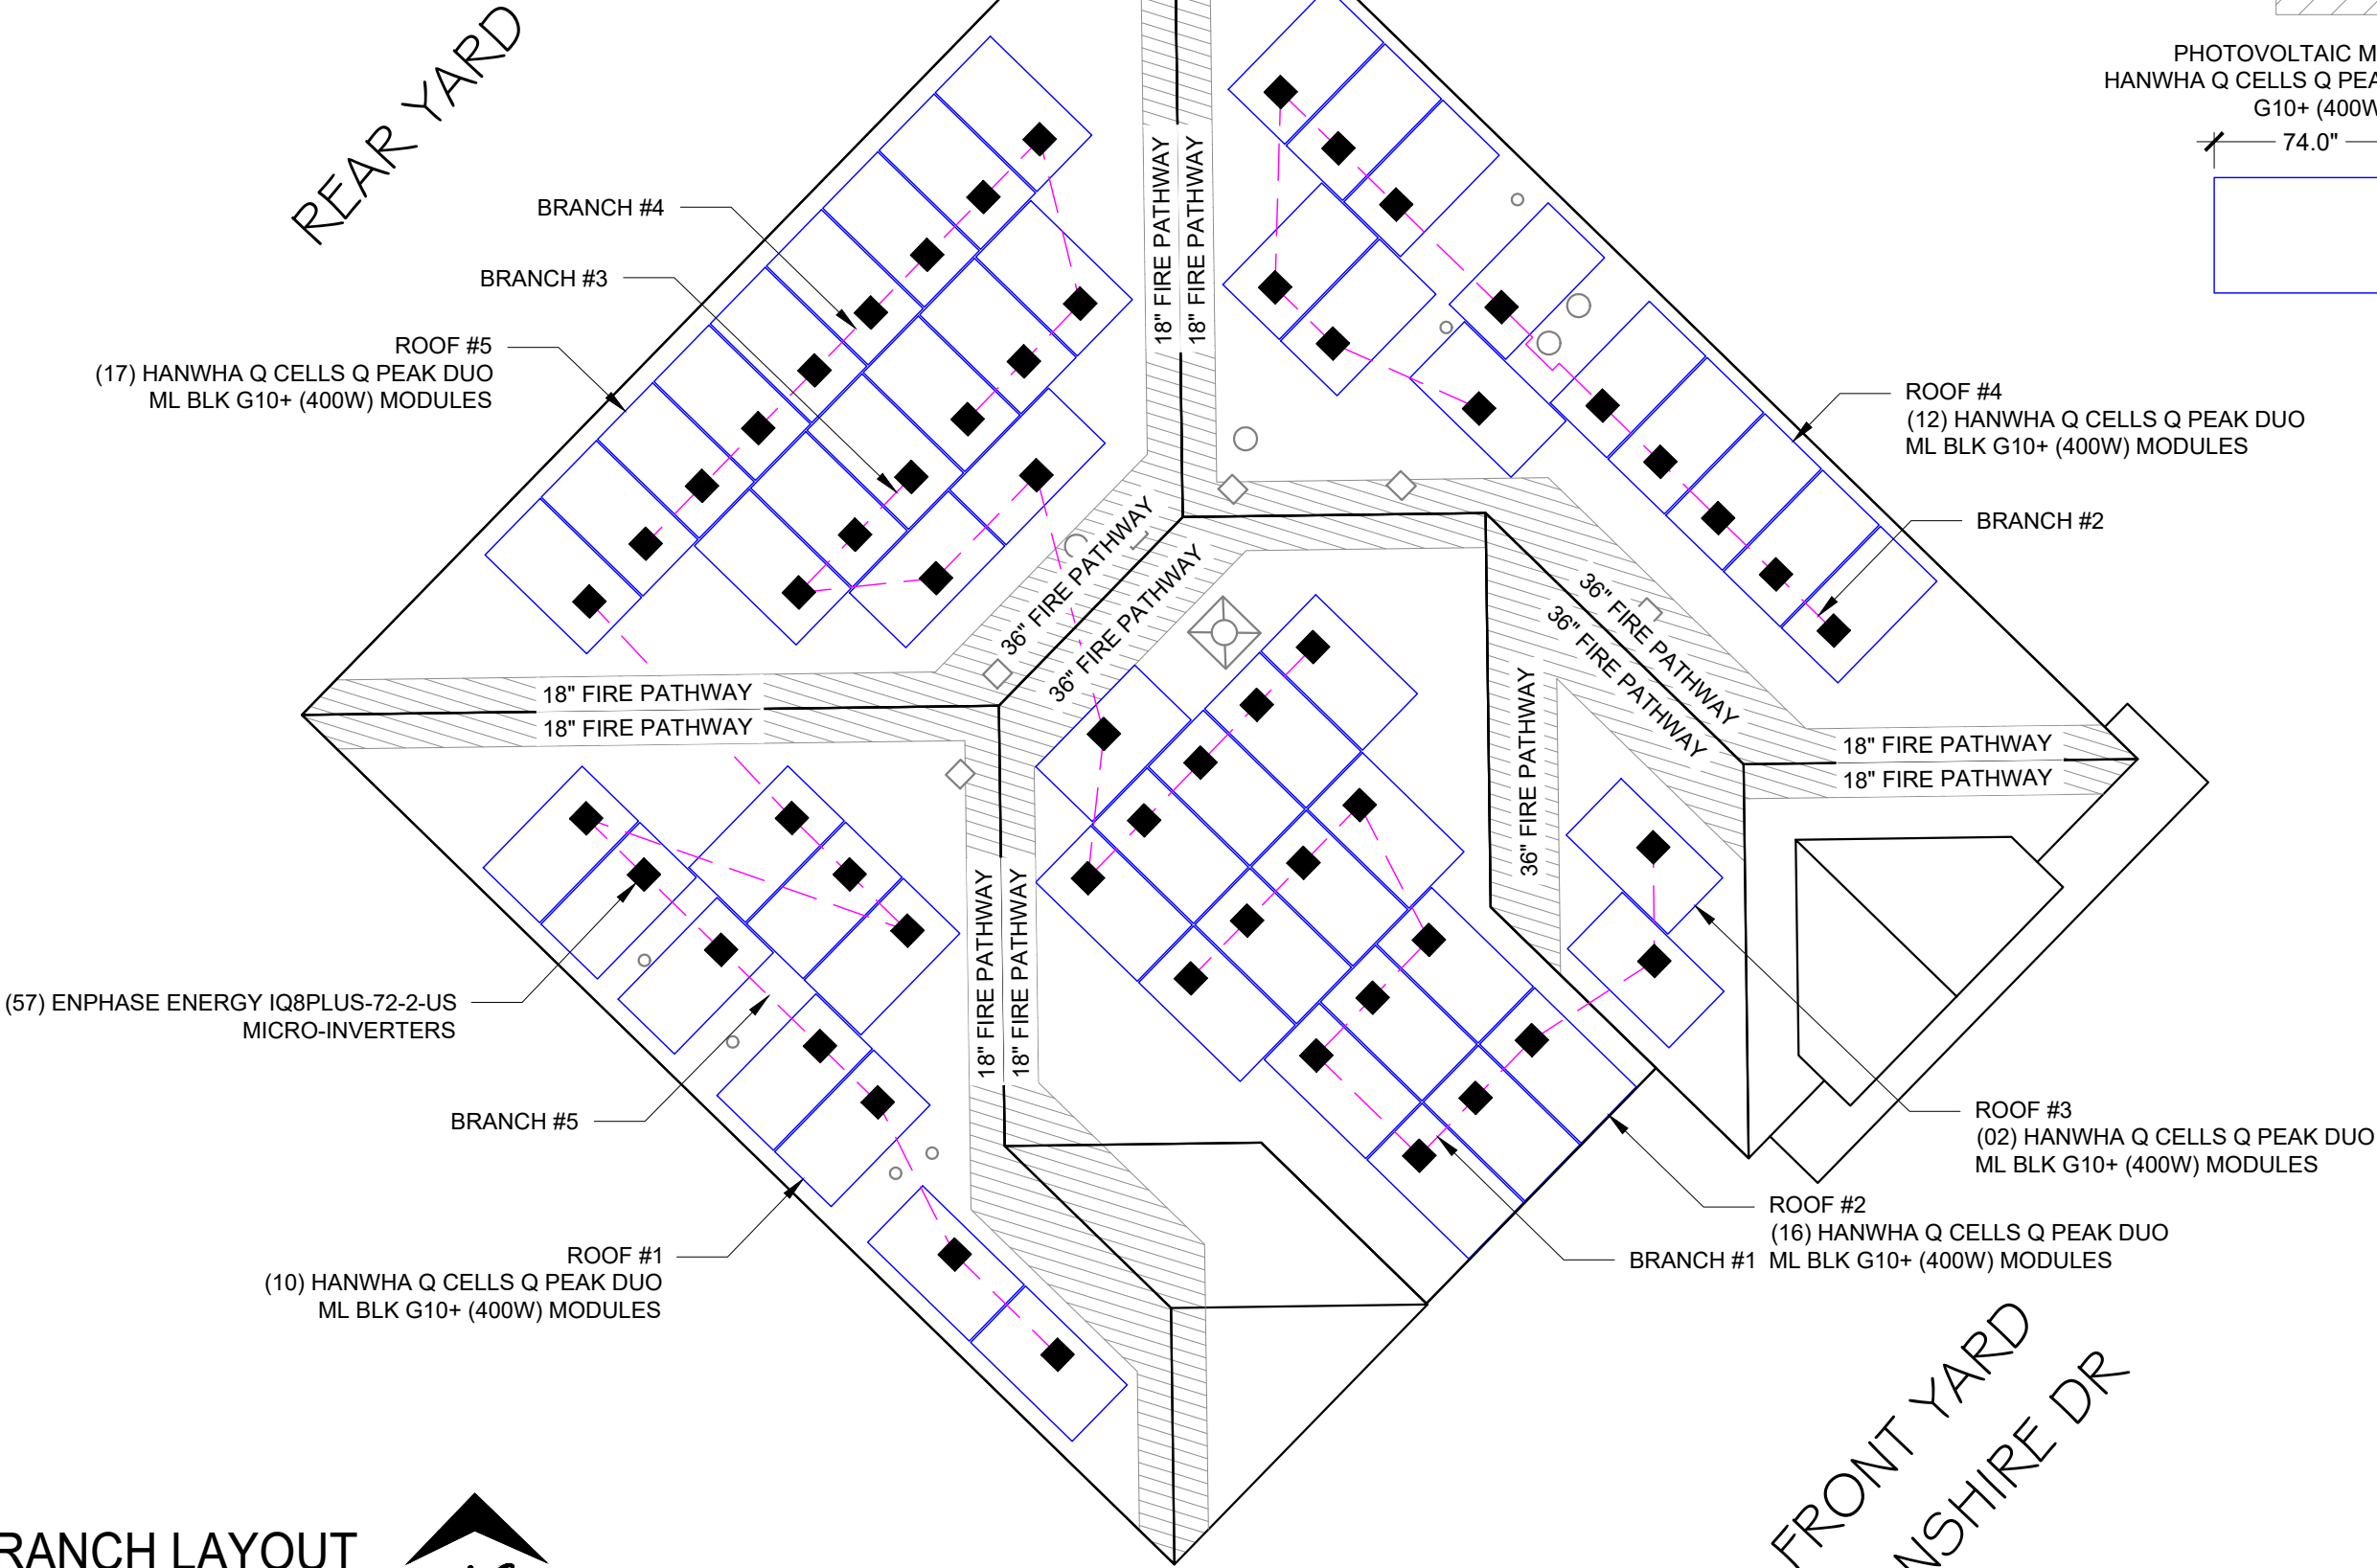 REAR YARD
PHOTOVOLTAIC M
HANWHA Q CELLS Q PEA
G10+ (400W
74.0"
BRANCH #4
BRANCH #3
ROOF #5
(17) HANWHA Q CELLS Q PEAK DUO
ML BLK G10+ (400W) MODULES
18" FIRE PATHWAY
18" FIRE PATHWAY
ROOF #4
(12) HANWHA Q CELLS Q PEAK DUO
ML BLK G10+ (400W) MODULES
BRANCH #2
36" FIRE PATHWAY
36" FIRE PATHWAY
36" FIRE PATHWAY
36" FIRE PATHWAY
36" FIRE PATHWAY
18" FIRE PATHWAY
18" FIRE PATHWAY
18" FIRE PATHWAY
18" FIRE PATHWAY
18" FIRE PATHWAY
18" FIRE PATHWAY
(57) ENPHASE ENERGY IQ8PLUS-72-2-US
MICRO-INVERTERS
BRANCH #5
ROOF #1
(10) HANWHA Q CELLS Q PEAK DUO
ML BLK G10+ (400W) MODULES
ROOF #3
(02) HANWHA Q CELLS Q PEAK DUO
ML BLK G10+ (400W) MODULES
ROOF #2
(16) HANWHA Q CELLS Q PEAK DUO
ML BLK G10+ (400W) MODULES
BRANCH #1
FRONT YARD
NSHIRE DR
RANCH LAYOUT